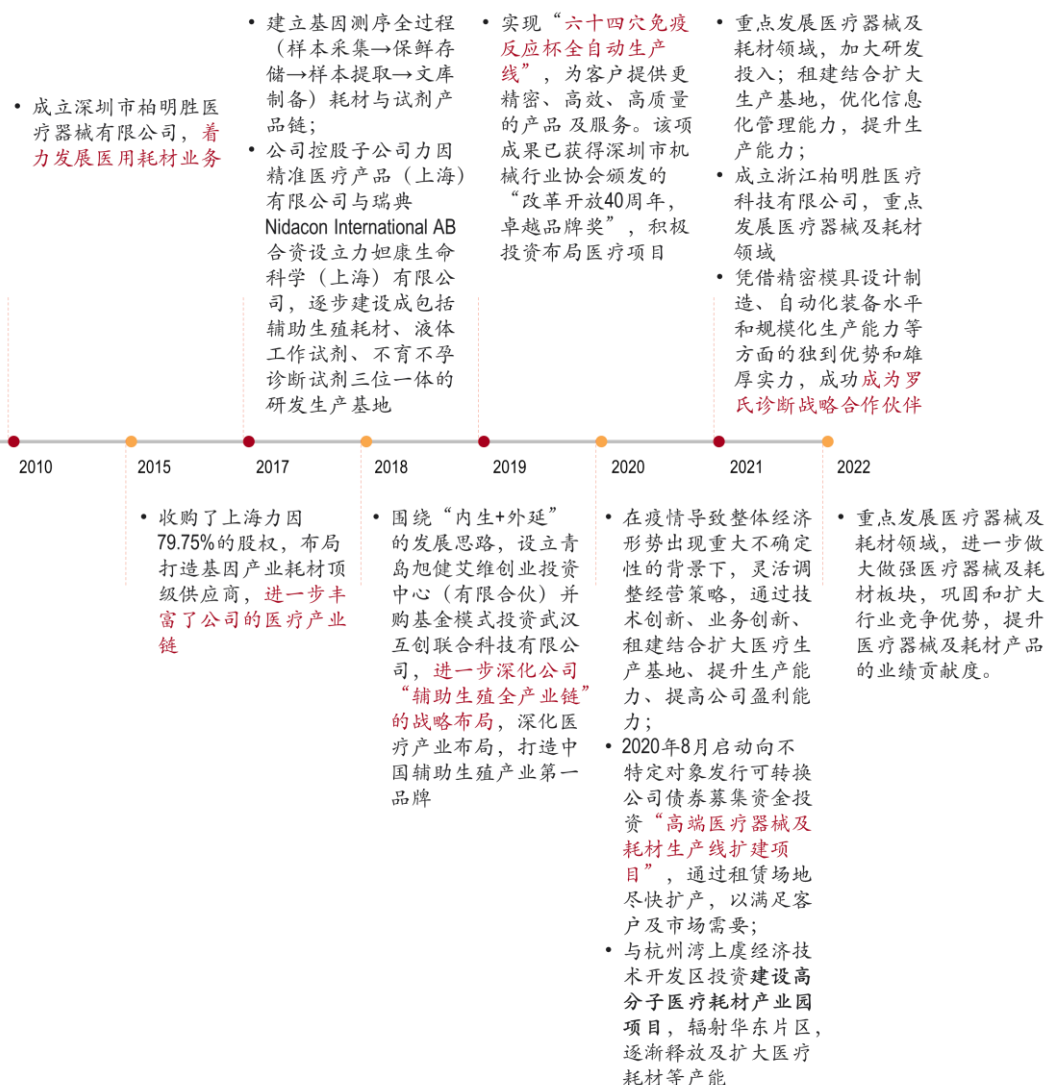 • 成立深圳市柏明胜医
疗器械有限公司，着
力发展医用耗材业务
• 建立基因测序全过程
（样本采集→保鲜存
储→样本提取→文库
制备）耗材与试剂产
品链；
• 公司控股子公司力因
精准医疗产品（上海）
有限公司与瑞典
Nidacon International AB
合资设立力妲康生命
科学（上海）有限公
司，逐步建设成包括
辅助生殖耗材、液体
工作试剂、不育不孕
诊断试剂三位一体的
研发生产基地
• 实现“六十四穴免疫
反应杯全自动生产
线”，为客户提供更
精密、高效、高质量
的产品 及服务。该项
成果已获得深圳市机
械行业协会颁发的
“改革开放40周年，
卓越品牌奖”，积极
投资布局医疗项目
• 重点发展医疗器械及
耗材领域，加大研发
投入；租建结合扩大
生产基地，优化信息
化管理能力，提升生
产能力；
• 成立浙江柏明胜医疗
科技有限公司，重点
发展医疗器械及耗材
领域
• 凭借精密模具设计制
造、自动化装备水平
和规模化生产能力等
方面的独到优势和雄
厚实力，成功成为罗
氏诊断战略合作伙伴
2010
2015
2017
2018
2019
2020
2021
2022
• 收购了上海力因
79.75%的股权，布局
打造基因产业耗材顶
级供应商，进一步丰
富了公司的医疗产业
链
• 围绕“内生+外延”
的发展思路，设立青
岛旭健艾维创业投资
中心（有限合伙）并
购基金模式投资武汉
互创联合科技有限公
司，进一步深化公司
“辅助生殖全产业链”
的战略布局，深化医
疗产业布局，打造中
国辅助生殖产业第一
品牌
• 在疫情导致整体经济
形势出现重大不确定
性的背景下，灵活调
整经营策略，通过技
术创新、业务创新、
租建结合扩大医疗生
产基地、提升生产能
力、提高公司盈利能
力；
• 2020年8月启动向不
特定对象发行可转换
公司债券募集资金投
资“高端医疗器械及
耗材生产线扩建项
目”，通过租赁场地
尽快扩产，以满足客
户及市场需要；
• 与杭州湾上虞经济技
术开发区投资建设高
分子医疗耗材产业园
项目，辐射华东片区，
逐渐释放及扩大医疗
耗材等产能
• 重点发展医疗器械及
耗材领域，进一步做
大做强医疗器械及耗
材板块，巩固和扩大
行业竞争优势，提升
医疗器械及耗材产品
的业绩贡献度。